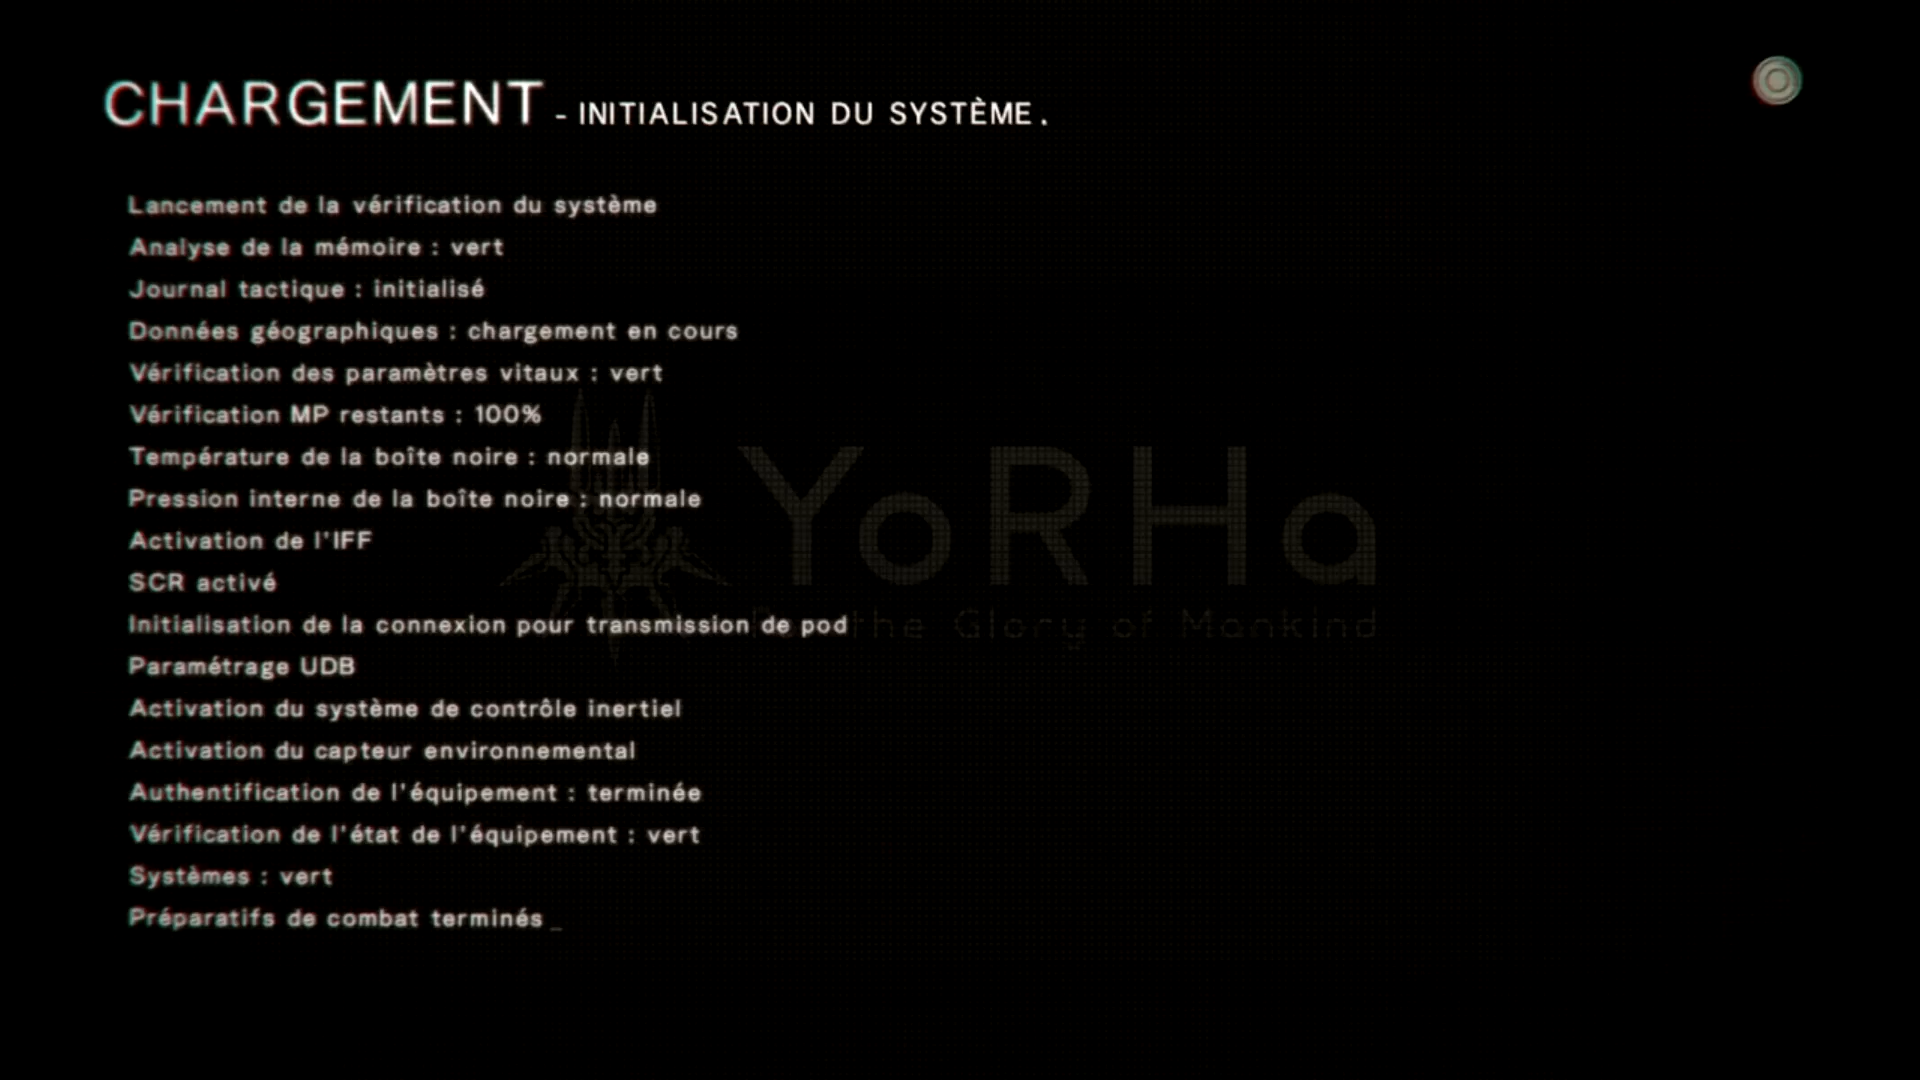 CHARGEMENT - INITIALISATION DU SYSTÈME.
Lancement de la vérification du système
Analyse de la mémoire : vert
Journal tactique : initialisé
Données géographiques : chargement en cours
Vérification des paramètres vitaux : vert
Vérification MP restants : 100%
Température de la boîte noire : normale
Pression interne de la boîte noire : normale
YoRHa
Activation de l'IFF
SCR activé
Initialisation de la connexion pour transmission de pod
the Glory of Mankind
Paramétrage UDB
Activation du système de contrôle inertiel
Activation du capteur environnemental
Authentification de l'équipement : terminée
Vérification de l'état de l'équipement : vert
Systèmes : vert
Préparatifs de combat terminés _